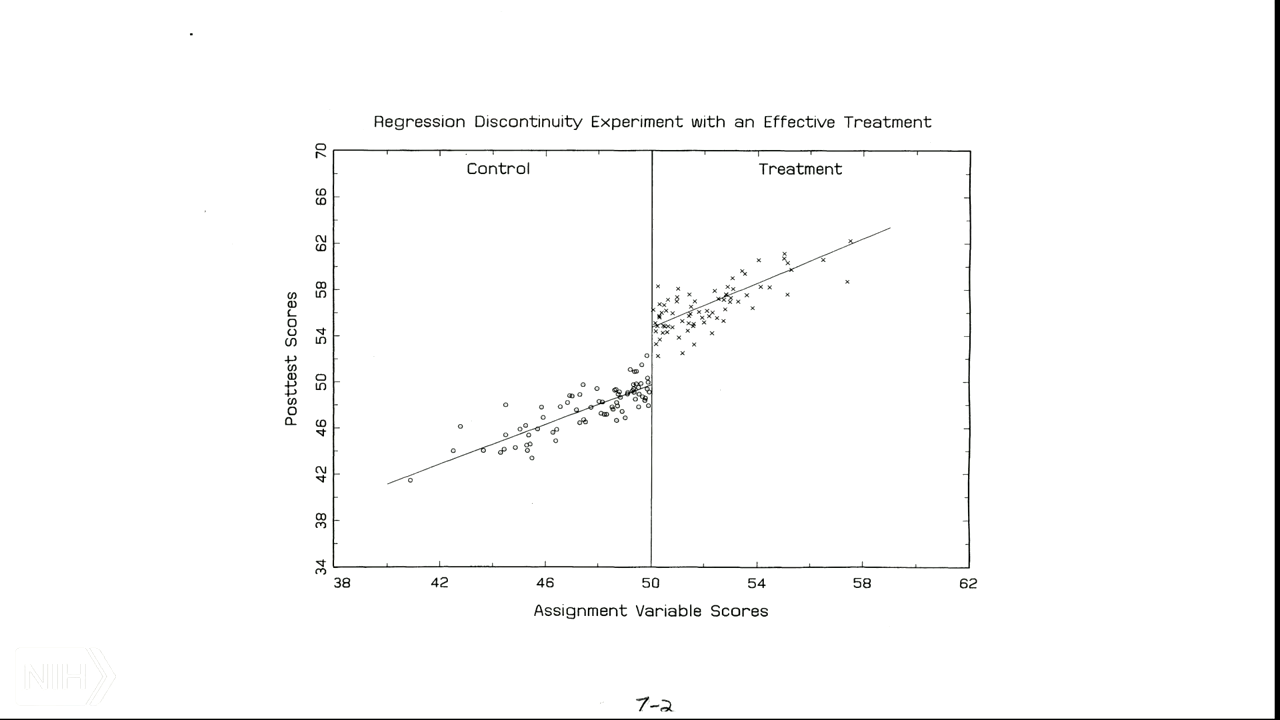 Regression Discontinuity Experiment with an Effective Treatment
Control
Treatment
70
66
62
58
54
50
46
42
38
34
Posttest Scores
38 42 46 50 54 58 62
Assignment Variable Scores
NIH
7-2